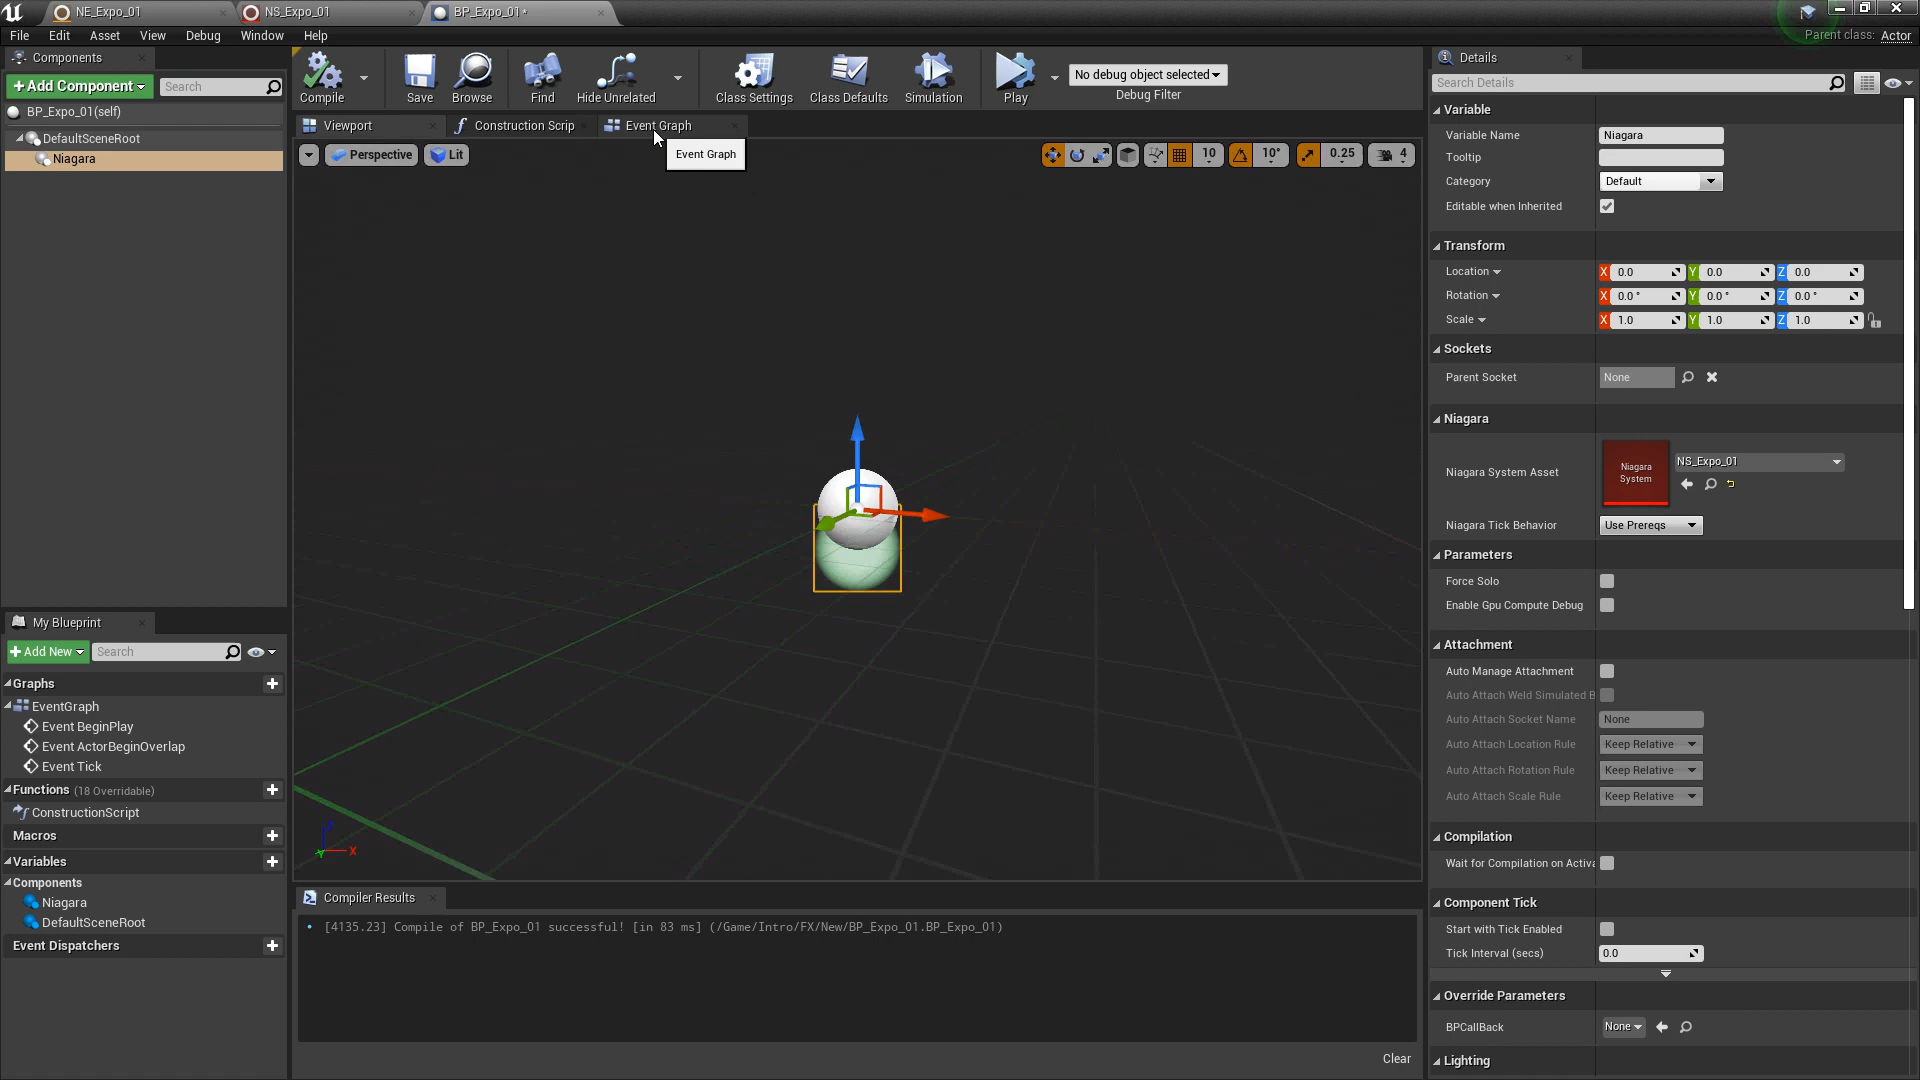 NE_Expo_01
NS_Expo_01
BP_Expo_01*
File Edit Asset View Debug Window Help
Parent class: Actor
Components
+ Add Component
Search
BP_Expo_01(self)
DefaultSceneRoot
Niagara
Compile
Save
Browse
Find
Hide Unrelated
Class Settings
Class Defaults
Simulation
Play
No debug object selected
Debug Filter
Viewport
Construction Scrip
Event Graph
Event Graph
Perspective
Lit
10
10°
0.25
4
Z
X
Y
My Blueprint
+ Add New
Search
Graphs
EventGraph
Event BeginPlay
Event ActorBeginOverlap
Event Tick
Functions (18 Overridable)
ConstructionScript
Macros
Variables
Components
Niagara
DefaultSceneRoot
Event Dispatchers
Compiler Results
[4135.23] Compile of BP_Expo_01 successful! [in 83 ms] (/Game/Intro/FX/New/BP_Expo_01.BP_Expo_01)
Clear
Details
Search Details
Variable
Variable Name Niagara
Tooltip
Category Default
Editable when Inherited
Transform
Location X 0.0 Y 0.0 Z 0.0
Rotation X 0.0 ° Y 0.0 ° Z 0.0 °
Scale X 1.0 Y 1.0 Z 1.0
Sockets
Parent Socket None
Niagara
Niagara System Asset
Niagara
System
NS_Expo_01
Niagara Tick Behavior Use Prereqs
Parameters
Force Solo
Enable Gpu Compute Debug
Attachment
Auto Manage Attachment
Auto Attach Weld Simulated B
Auto Attach Socket Name None
Auto Attach Location Rule Keep Relative
Auto Attach Rotation Rule Keep Relative
Auto Attach Scale Rule Keep Relative
Compilation
Wait for Compilation on Activa
Component Tick
Start with Tick Enabled
Tick Interval (secs) 0.0
Override Parameters
BPCallBack None
Lighting